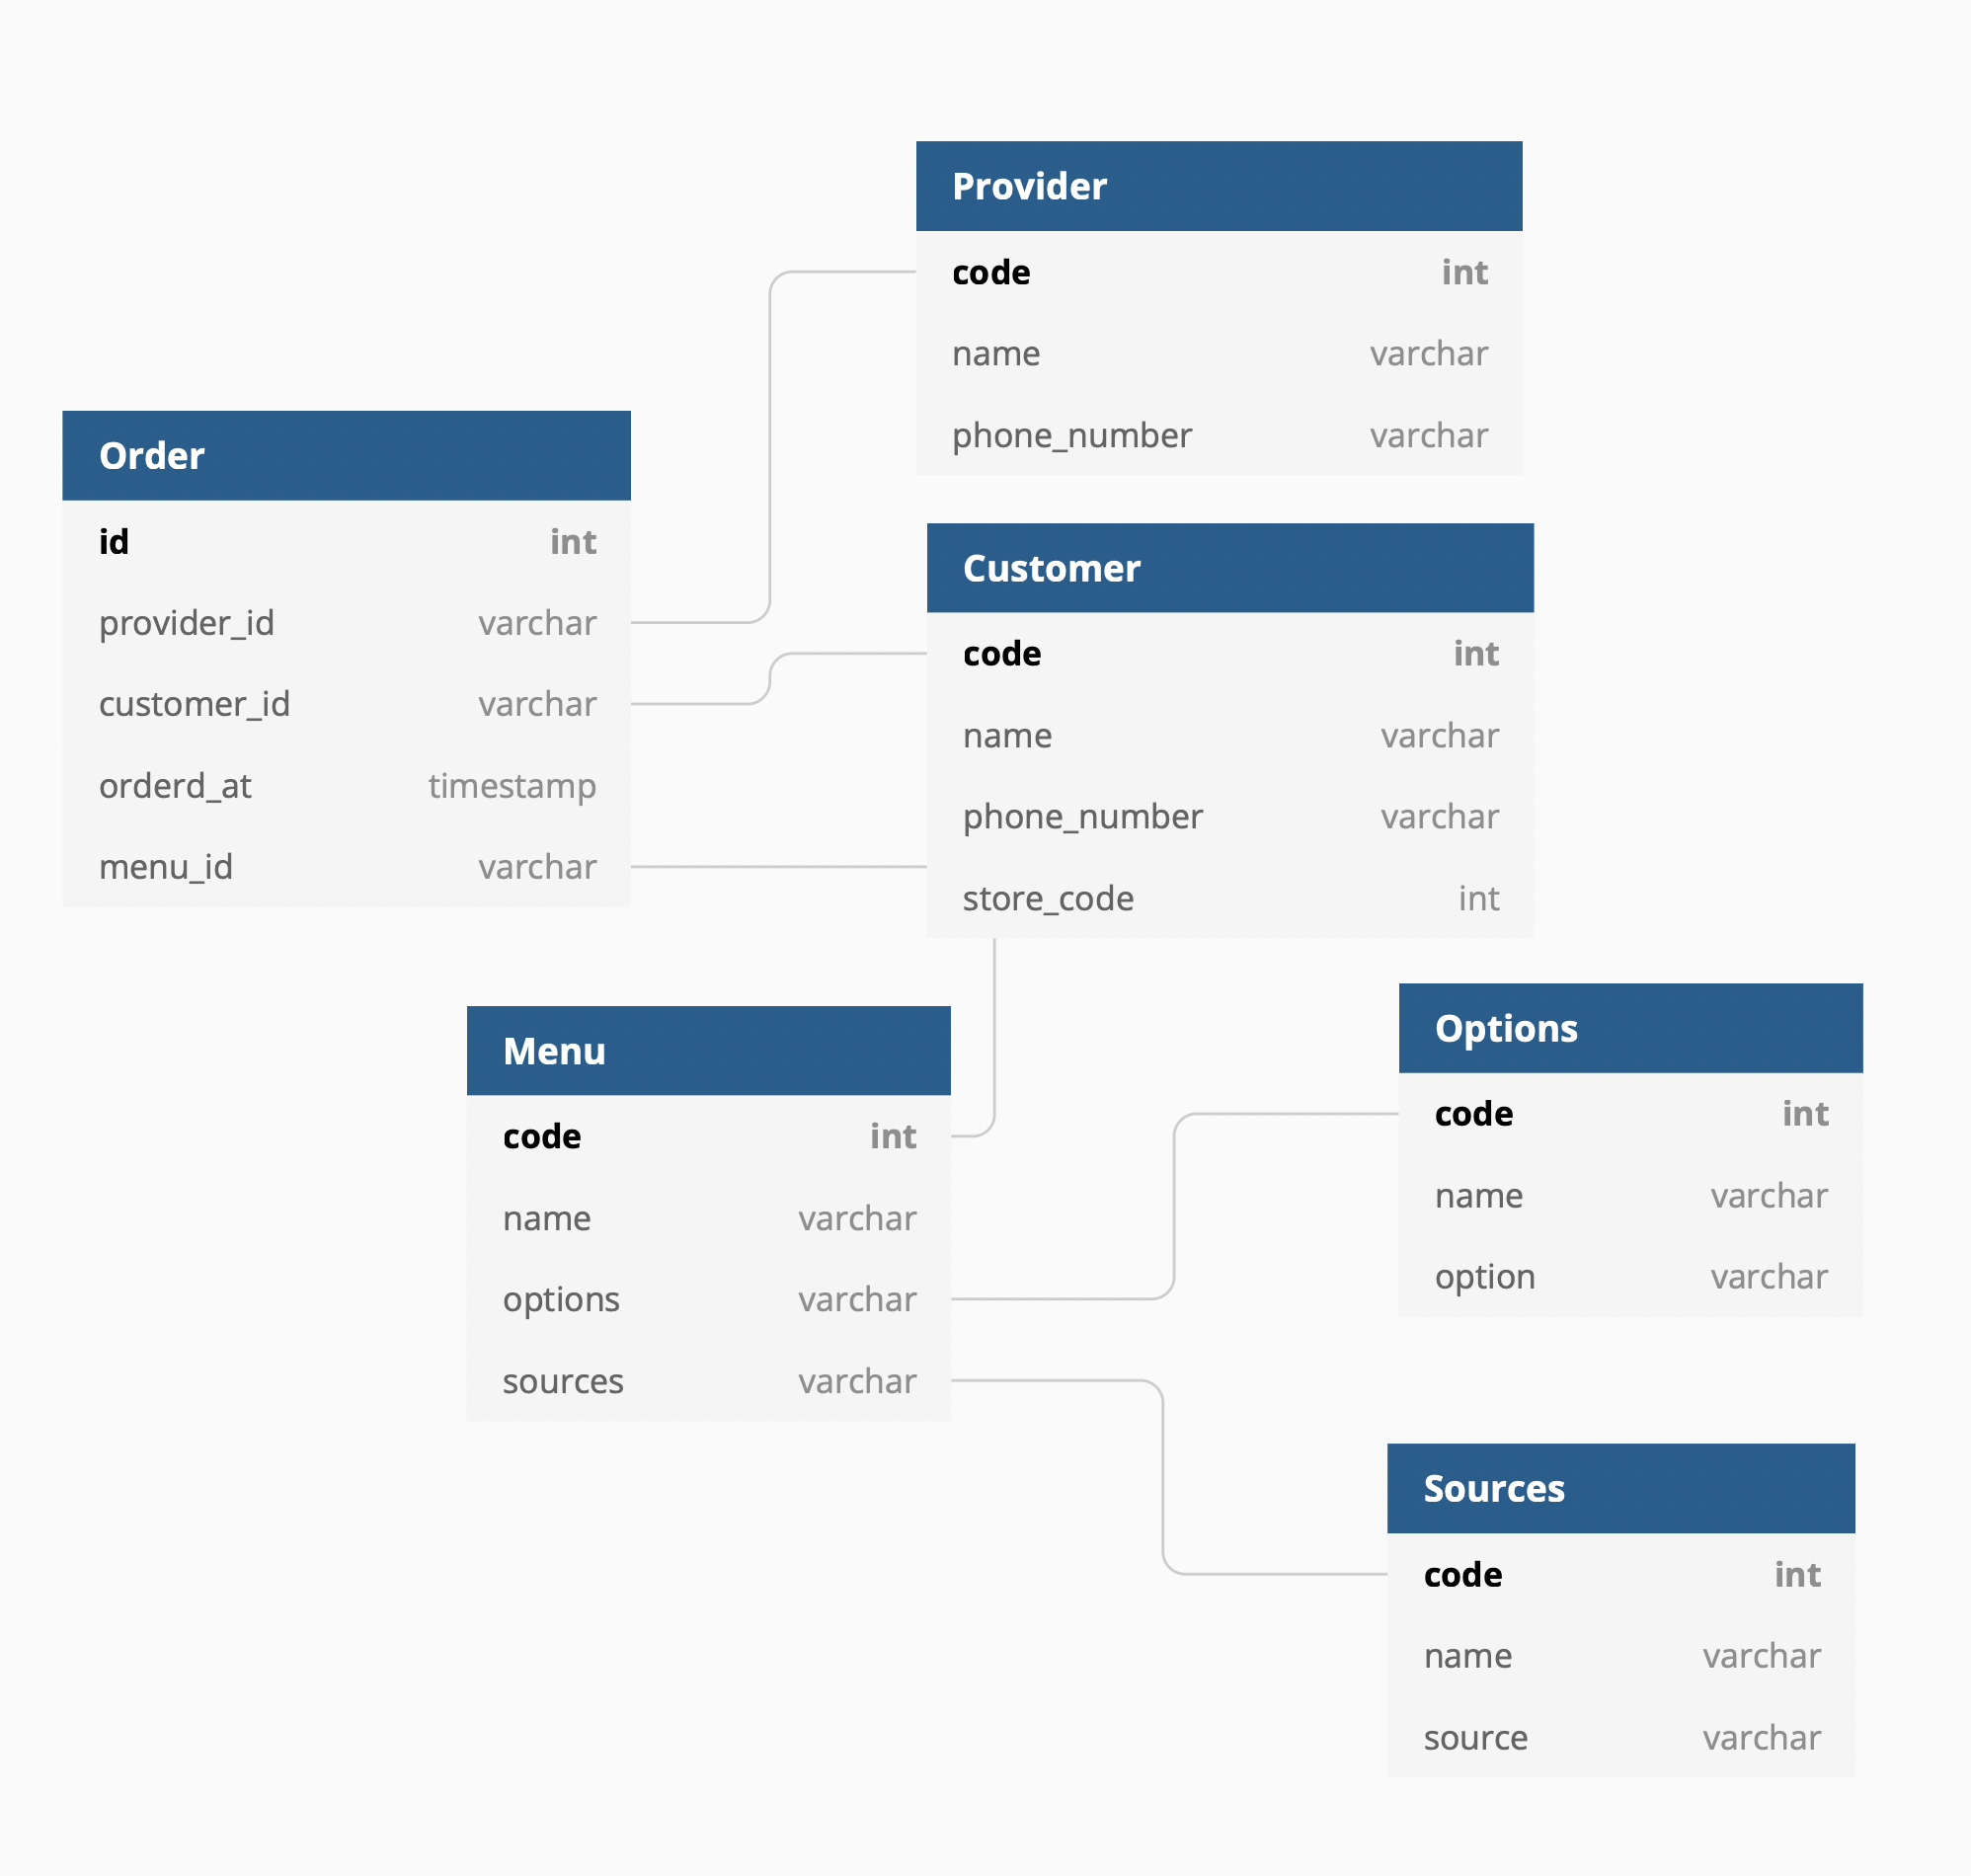 Provider
code int
name varchar
phone_number varchar
Order
id int
provider_id varchar
customer_id varchar
orderd_at timestamp
menu_id varchar
Customer
code int
name varchar
phone_number varchar
store_code int
Menu
code int
name varchar
options varchar
sources varchar
Options
code int
name varchar
option varchar
Sources
code int
name varchar
source varchar